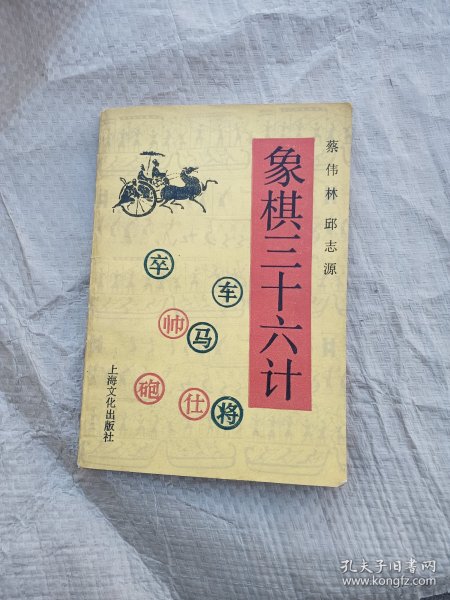 象棋三十六计
蔡伟林 邱志源
卒
车
帅
马
砲
仕
将
上海文化出版社
孔夫子旧书网
www.kongfz.com